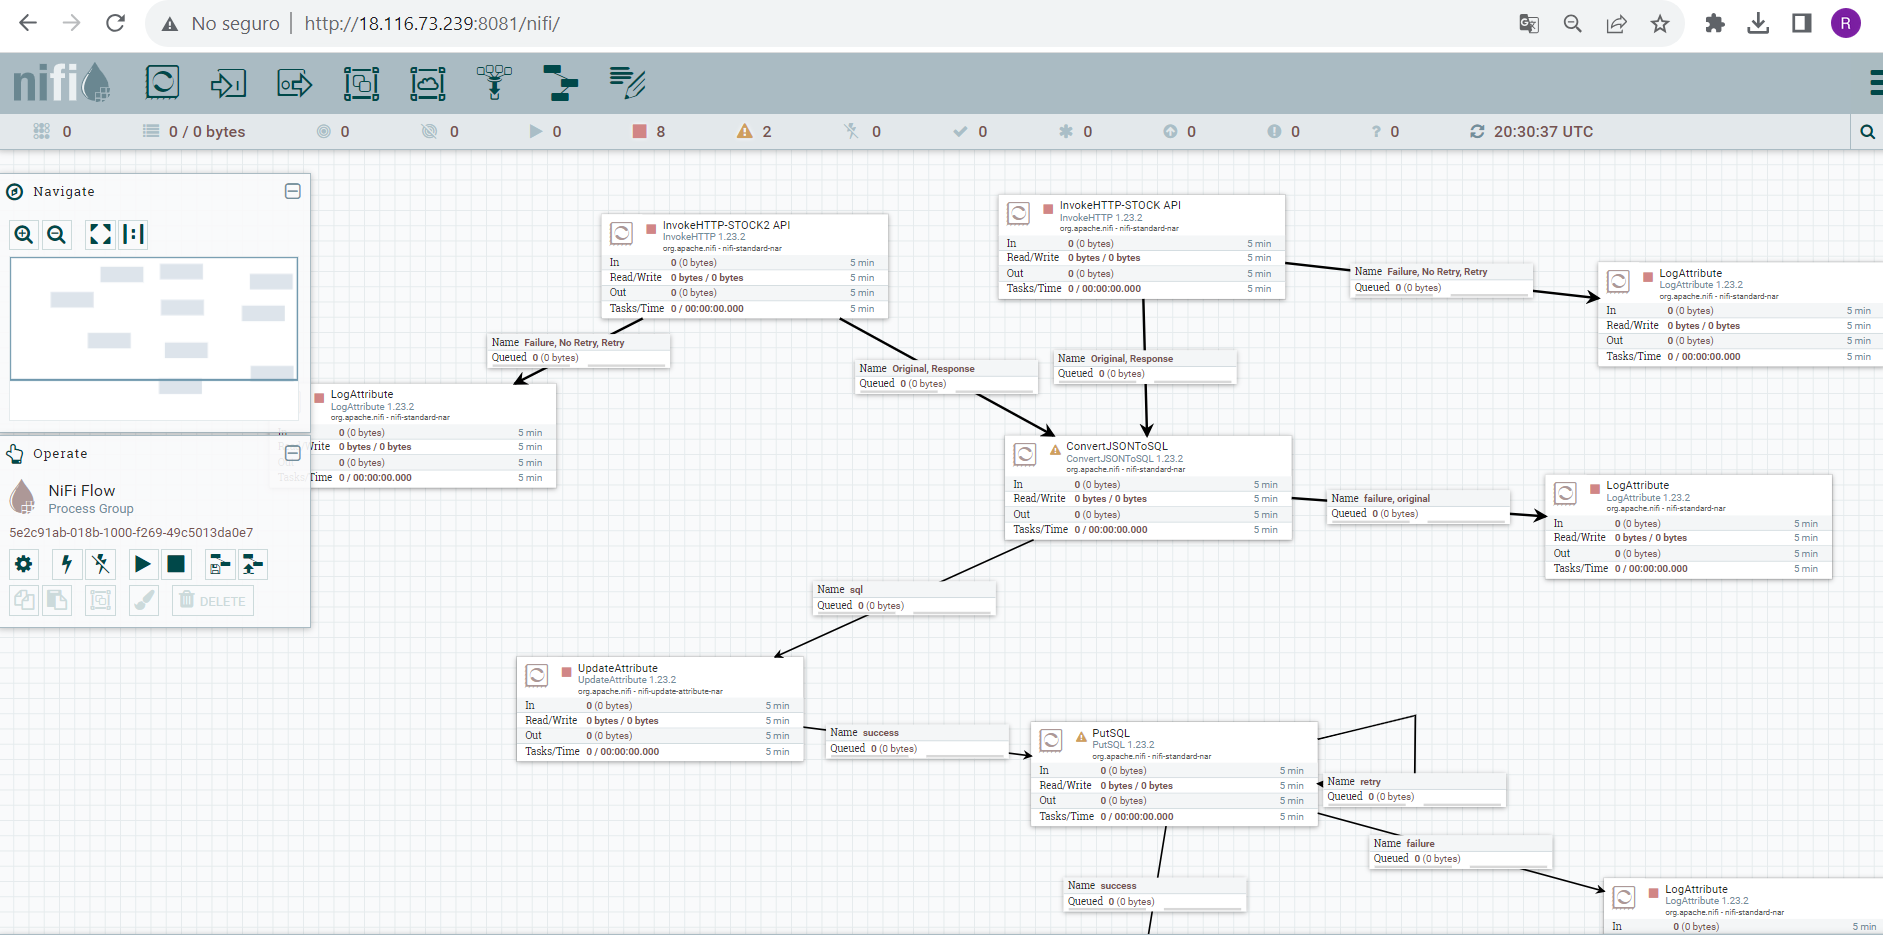 No seguro http://18.116.73.239:8081/nifi/ R
nifi
0 0 / 0 bytes 0 0 0 8 2 0 0 0 0 0 0 20:30:37 UTC
Navigate
Operate
NiFi Flow
Process Group
5e2c91ab-018b-1000-f269-49c5013da0e7
DELETE
InvokeHTTP-STOCK2 API
InvokeHTTP 1.23.2
org.apache.nifi - nifi-standard-nar
In 0 (0 bytes) 5 min
Read/Write 0 bytes / 0 bytes 5 min
Out 0 (0 bytes) 5 min
Tasks/Time 0 / 00:00:00.000 5 min
InvokeHTTP-STOCK API
InvokeHTTP 1.23.2
org.apache.nifi - nifi-standard-nar
In 0 (0 bytes) 5 min
Read/Write 0 bytes / 0 bytes 5 min
Out 0 (0 bytes) 5 min
Tasks/Time 0 / 00:00:00.000 5 min
Name Failure, No Retry, Retry
Queued 0 (0 bytes)
LogAttribute
LogAttribute 1.23.2
org.apache.nifi - nifi-standard-nar
In 0 (0 bytes) 5 min
Read/Write 0 bytes / 0 bytes 5 min
Out 0 (0 bytes) 5 min
Tasks/Time 0 / 00:00:00.000 5 min
Name Failure, No Retry, Retry
Queued 0 (0 bytes)
Name Original, Response
Queued 0 (0 bytes)
Name Original, Response
Queued 0 (0 bytes)
LogAttribute
LogAttribute 1.23.2
org.apache.nifi - nifi-standard-nar
In 0 (0 bytes) 5 min
/Write 0 bytes / 0 bytes 5 min
Out 0 (0 bytes) 5 min
Tasks/Time 0 / 00:00:00.000 5 min
ConvertJSONToSQL
ConvertJSONToSQL 1.23.2
org.apache.nifi - nifi-standard-nar
In 0 (0 bytes) 5 min
Read/Write 0 bytes / 0 bytes 5 min
Out 0 (0 bytes) 5 min
Tasks/Time 0 / 00:00:00.000 5 min
Name failure, original
Queued 0 (0 bytes)
LogAttribute
LogAttribute 1.23.2
org.apache.nifi - nifi-standard-nar
In 0 (0 bytes) 5 min
Read/Write 0 bytes / 0 bytes 5 min
Out 0 (0 bytes) 5 min
Tasks/Time 0 / 00:00:00.000 5 min
Name sql
Queued 0 (0 bytes)
UpdateAttribute
UpdateAttribute 1.23.2
org.apache.nifi - nifi-update-attribute-nar
In 0 (0 bytes) 5 min
Read/Write 0 bytes / 0 bytes 5 min
Out 0 (0 bytes) 5 min
Tasks/Time 0 / 00:00:00.000 5 min
Name success
Queued 0 (0 bytes)
PutSQL
PutSQL 1.23.2
org.apache.nifi - nifi-standard-nar
In 0 (0 bytes) 5 min
Read/Write 0 bytes / 0 bytes 5 min
Out 0 (0 bytes) 5 min
Tasks/Time 0 / 00:00:00.000 5 min
Name retry
Queued 0 (0 bytes)
Name failure
Queued 0 (0 bytes)
Name success
Queued 0 (0 bytes)
LogAttribute
LogAttribute 1.23.2
org.apache.nifi - nifi-standard-nar
In 0 (0 bytes) 5 min